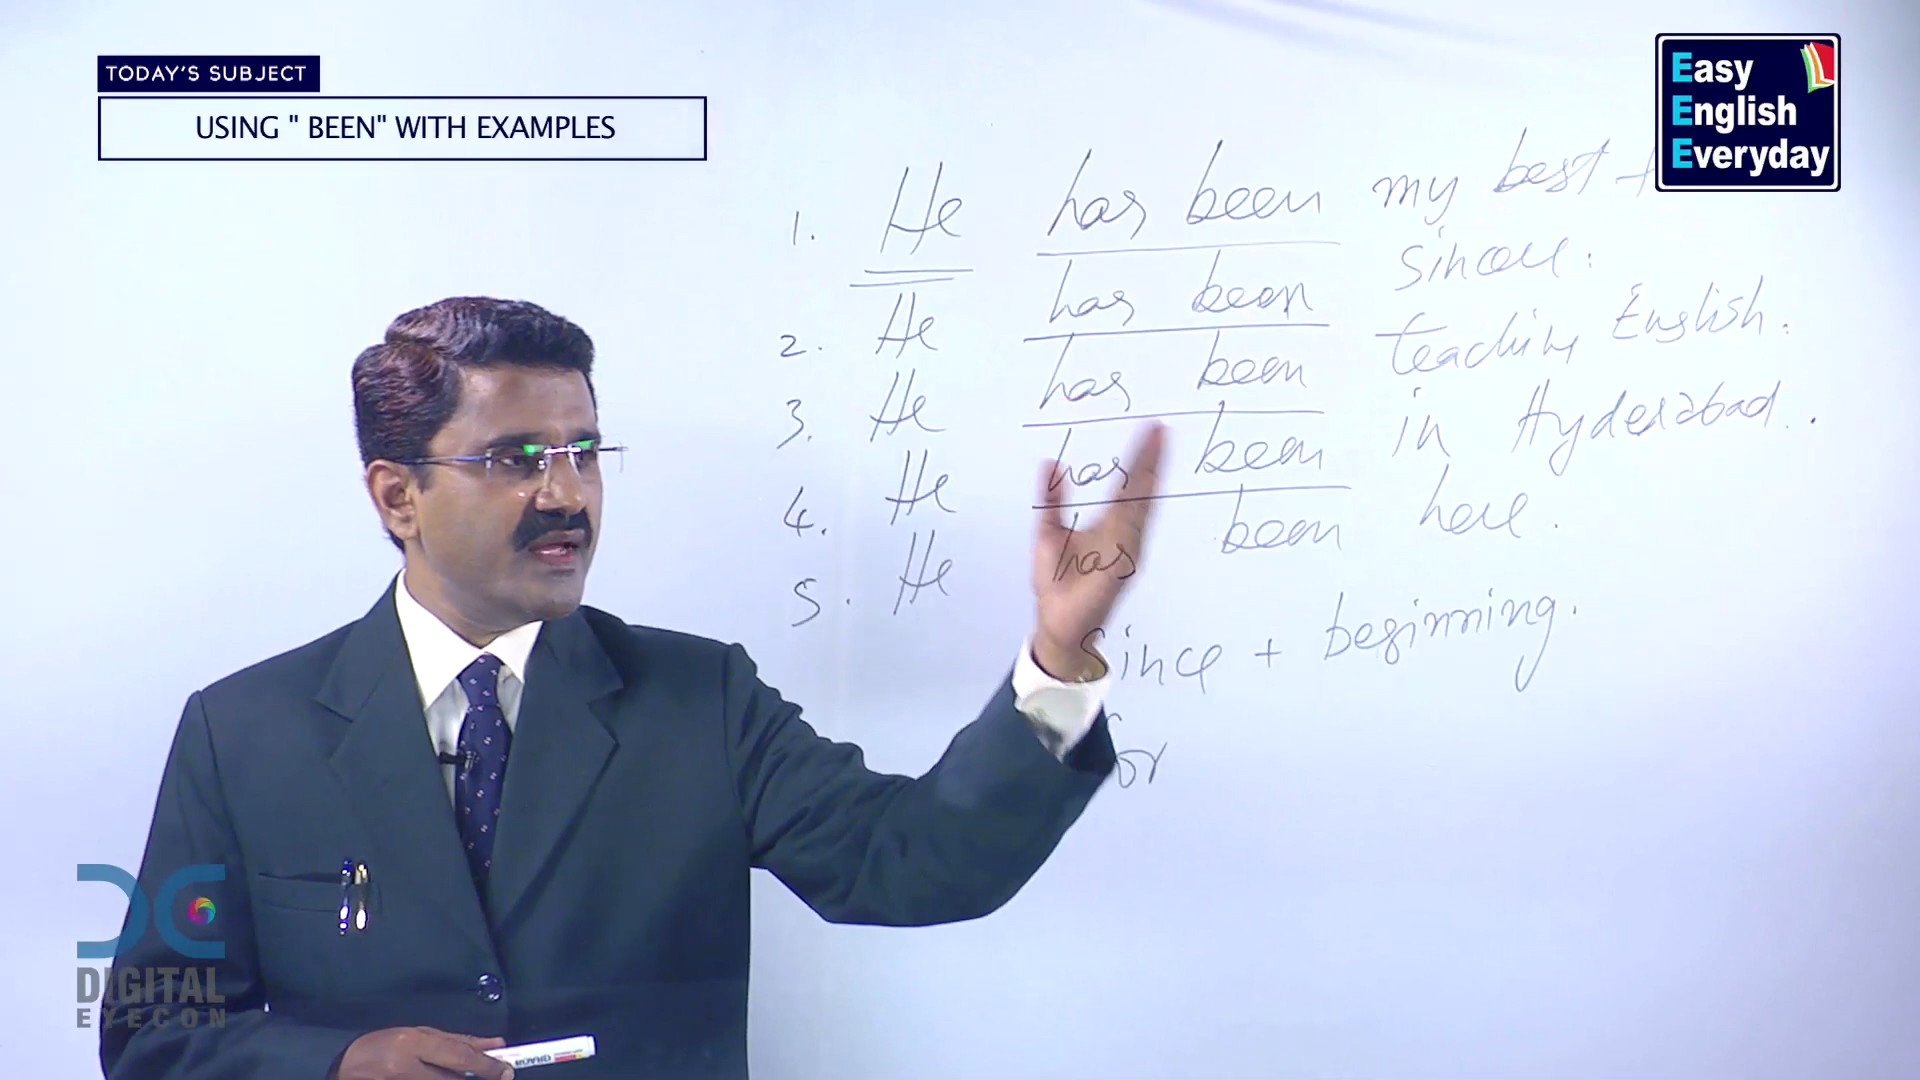 TODAY'S SUBJECT
USING " BEEN" WITH EXAMPLES
Easy
English
Everyday
1. He has been my best
2. He has been sincere.
3. He has been teaching English.
4. He has been in Hyderabad.
5. He has been here.
Since + beginning.
for
DIGITAL
EYECON